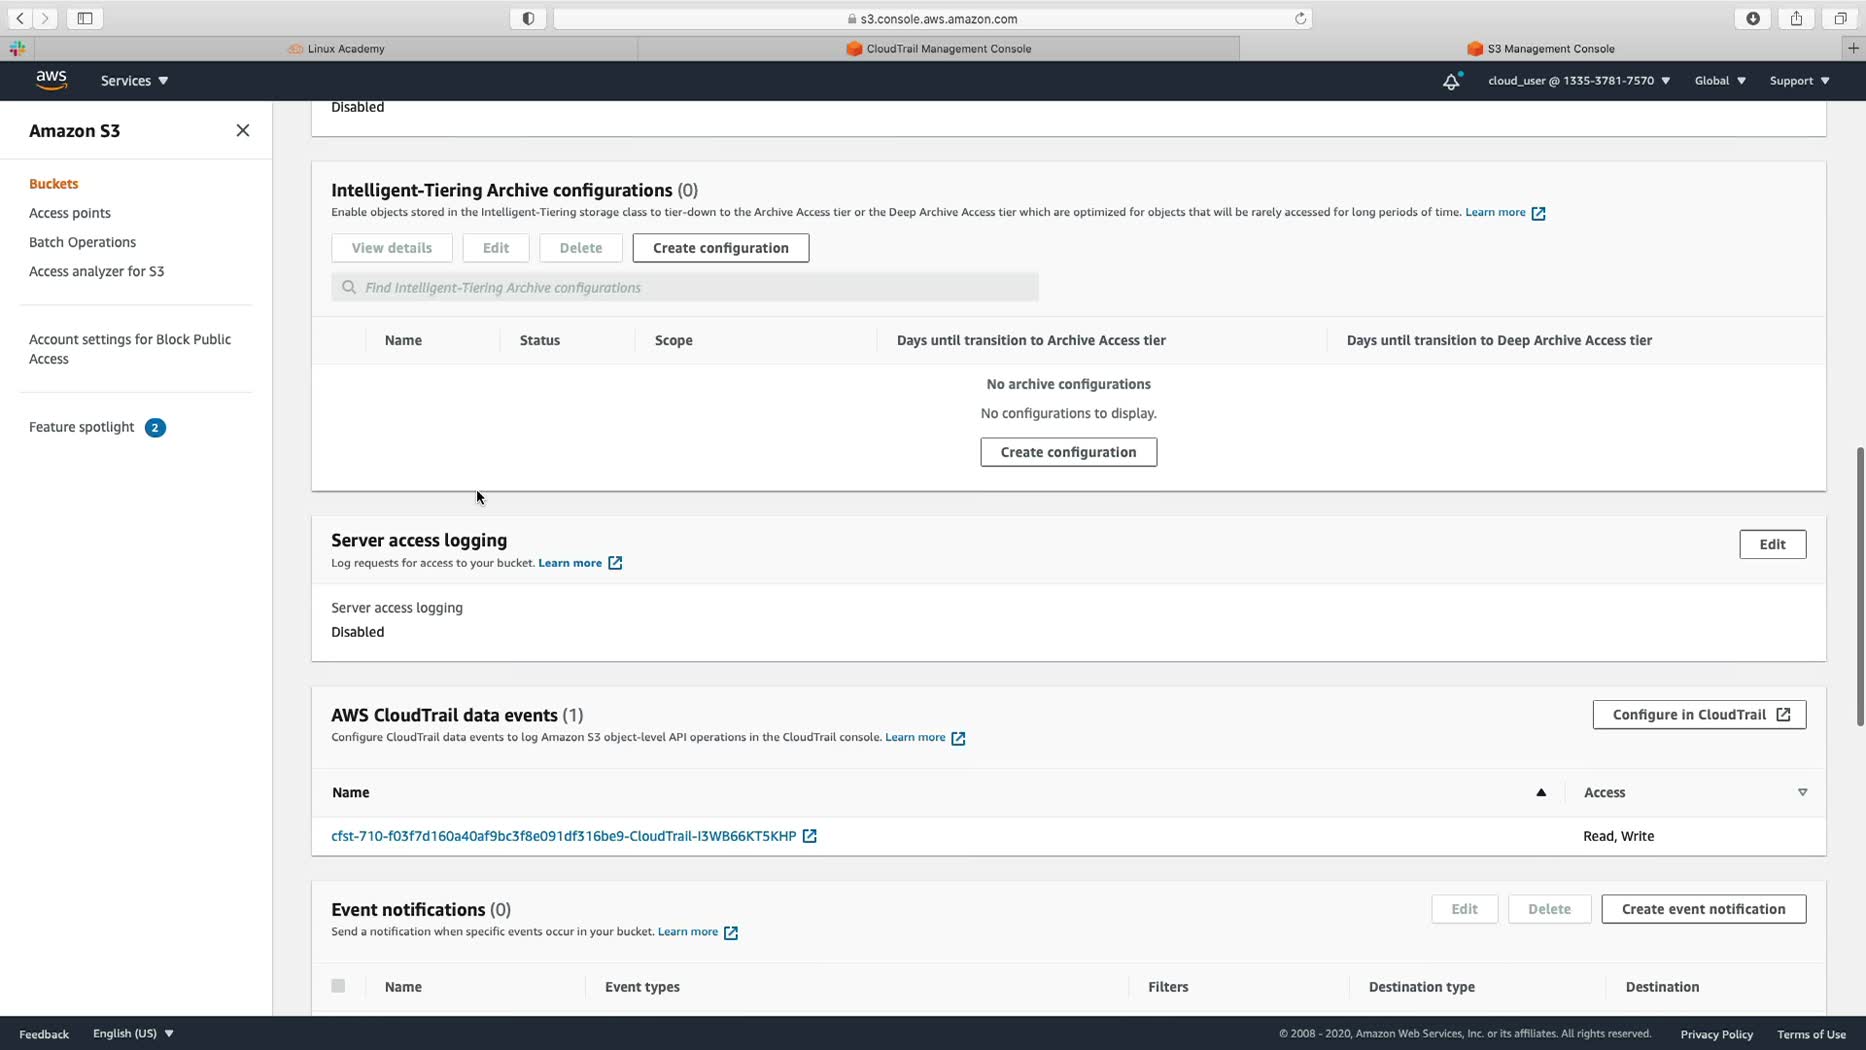 s3.console.aws.amazon.com
Linux Academy
CloudTrail Management Console
S3 Management Console
aws
Services
cloud_user @ 1335-3781-7570
Global
Support
Amazon S3
Buckets
Access points
Batch Operations
Access analyzer for S3
Account settings for Block Public
Access
Feature spotlight 2
Disabled
Intelligent-Tiering Archive configurations (0)
Enable objects stored in the Intelligent-Tiering storage class to tier-down to the Archive Access tier or the Deep Archive Access tier which are optimized for objects that will be rarely accessed for long periods of time. Learn more
View details Edit Delete Create configuration
Find Intelligent-Tiering Archive configurations
Name Status Scope Days until transition to Archive Access tier Days until transition to Deep Archive Access tier
No archive configurations
No configurations to display.
Create configuration
Server access logging
Edit
Log requests for access to your bucket. Learn more
Server access logging
Disabled
AWS CloudTrail data events (1)
Configure in CloudTrail
Configure CloudTrail data events to log Amazon S3 object-level API operations in the CloudTrail console. Learn more
Name Access
cfst-710-f03f7d160a40af9bc3f8e091df316be9-CloudTrail-I3WB66KT5KHP Read, Write
Event notifications (0)
Edit Delete Create event notification
Send a notification when specific events occur in your bucket. Learn more
Name Event types Filters Destination type Destination
Feedback English (US) © 2008 - 2020, Amazon Web Services, Inc. or its affiliates. All rights reserved. Privacy Policy Terms of Use